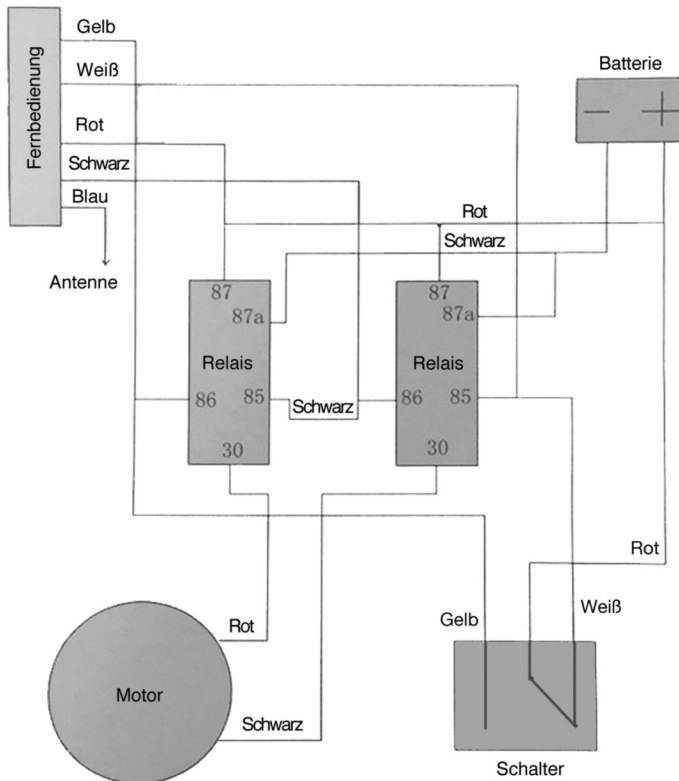 Gelb
Weiß
Batterie
Fernbedienung
Rot
Schwarz
Blau
Rot
Schwarz
Antenne
87
87a
87
87a
Relais
Relais
86
85
Schwarz
86
85
30
30
Rot
Gelb
Weiß
Rot
Motor
Schwarz
Schalter